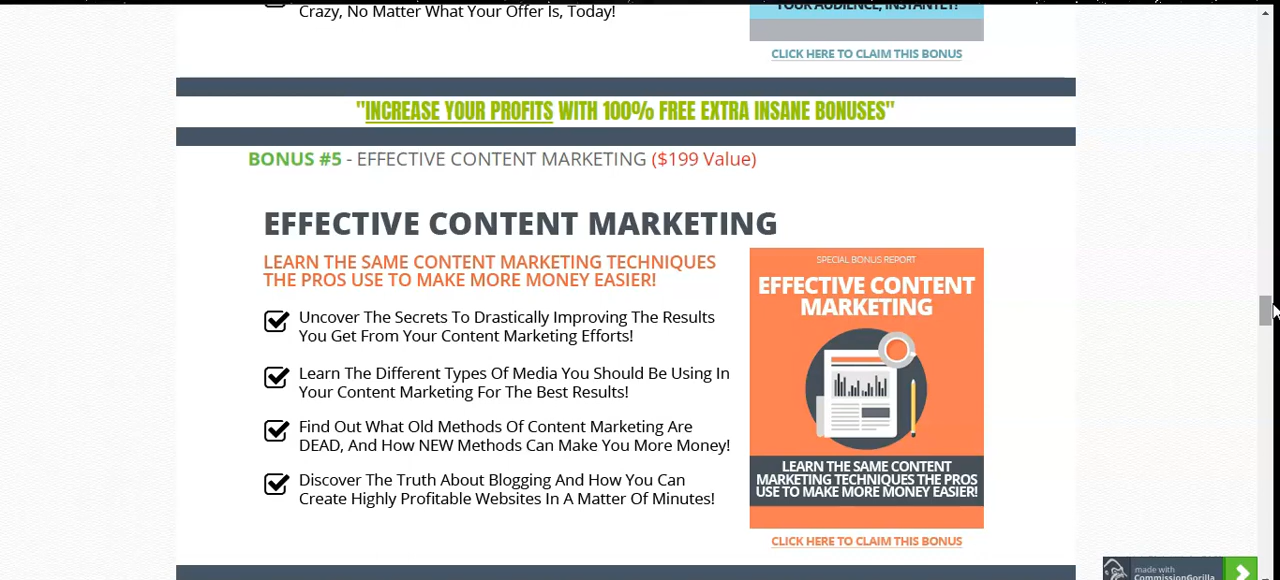 Crazy, No Matter What Your Offer Is, Today!
YOUR AUDIENCE, INSTANTLY!
CLICK HERE TO CLAIM THIS BONUS
"INCREASE YOUR PROFITS WITH 100% FREE EXTRA INSANE BONUSES"
BONUS #5 - EFFECTIVE CONTENT MARKETING ($199 Value)
EFFECTIVE CONTENT MARKETING
LEARN THE SAME CONTENT MARKETING TECHNIQUES
THE PROS USE TO MAKE MORE MONEY EASIER!
Uncover The Secrets To Drastically Improving The Results
You Get From Your Content Marketing Efforts!
Learn The Different Types Of Media You Should Be Using In
Your Content Marketing For The Best Results!
Find Out What Old Methods Of Content Marketing Are
DEAD, And How NEW Methods Can Make You More Money!
Discover The Truth About Blogging And How You Can
Create Highly Profitable Websites In A Matter Of Minutes!
SPECIAL BONUS REPORT
EFFECTIVE CONTENT
MARKETING
LEARN THE SAME CONTENT
MARKETING TECHNIQUES THE PROS
USE TO MAKE MORE MONEY EASIER!
CLICK HERE TO CLAIM THIS BONUS
made with
CommissionGorilla